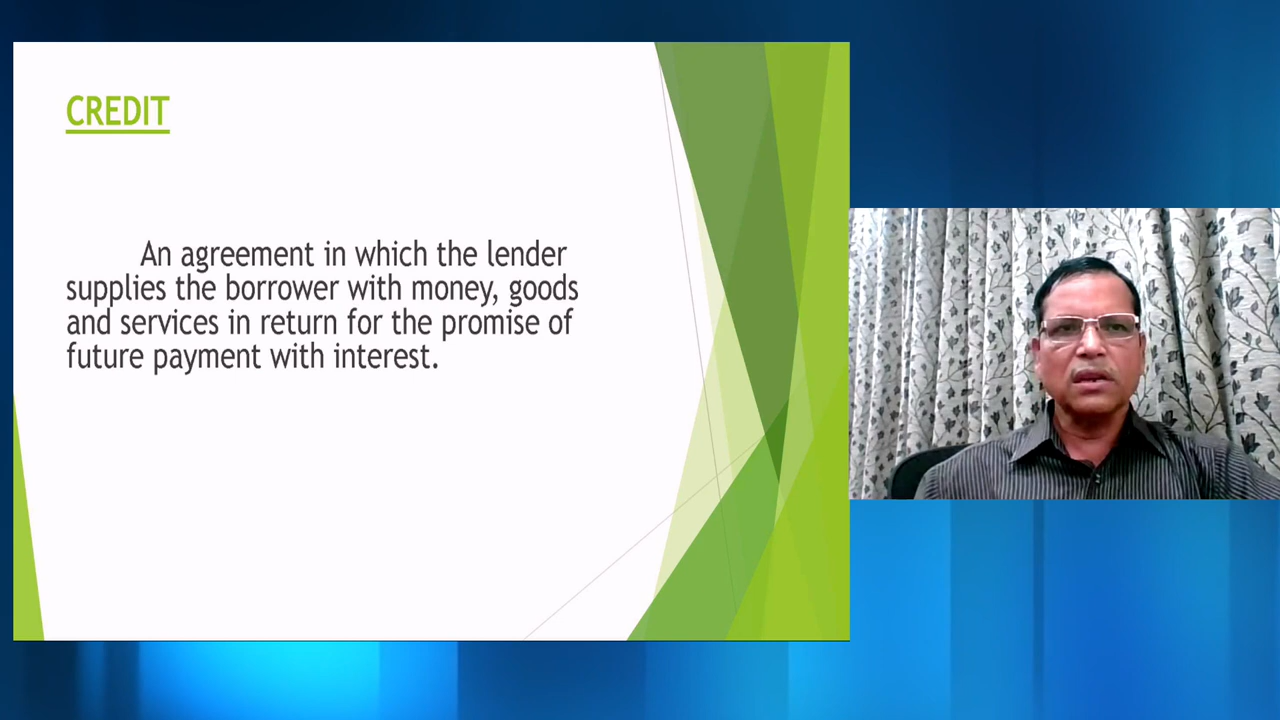 CREDIT
An agreement in which the lender
supplies the borrower with money, goods
and services in return for the promise of
future payment with interest.